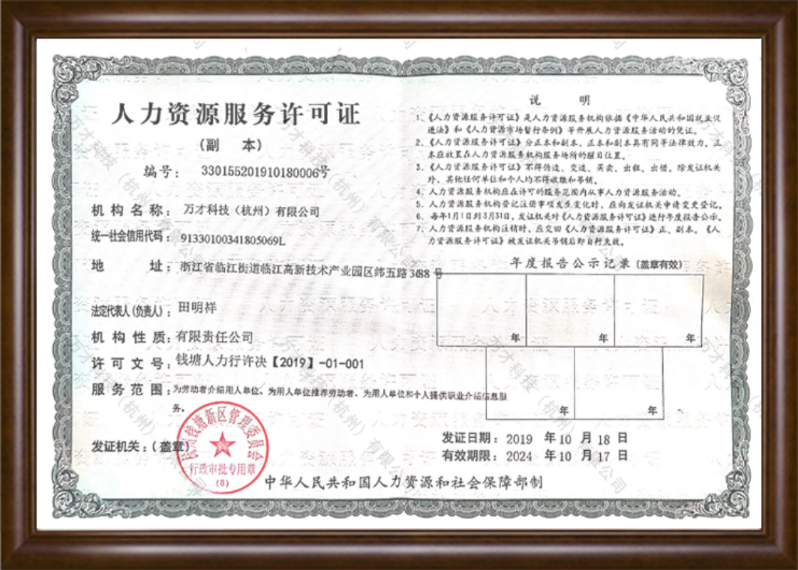 人力资源服务许可证
（副 本）
编号： 330155201910180006号
机构名称： 万才科技（杭州）有限公司
统一社会信用代码： 91330100341805069L
地 址： 浙江省临江街道临江高新技术产业园区纬五路3688号
法定代表人(负责人)： 田明祥
机构性质： 有限责任公司
许可文号： 钱塘人力行许决【2019】-01-001
服务范围： 为劳动者介绍用人单位、为用人单位推荐劳动者、为用人单位和个人提供职业介绍信息服
务。
发证机关：（盖章）
杭州钱塘新区管理委员会
行政审批专用章
(8)
说 明
1、《人力资源服务许可证》是人力资源服务机构依据《中华人民共和国就业促
进法》和《人力资源市场暂行条例》等开展人力资源服务活动的凭证。
2、《人力资源服务许可证》分正本和副本，正本和副本具有同等法律效力，正
本应放置在人力资源服务机构服务场所的醒目位置。
3、《人力资源服务许可证》不得伪造、变造、买卖、出租、出借。除发证机关
外，其他任何单位和个人均不得收缴和吊销。
4、人力资源服务机构应在许可的服务范围内从事人力资源服务活动。
5、人力资源服务机构登记注册事项发生变化时，应向发证机关申请变更登记。
6、每年1月1日到3月31日，发证机关对《人力资源服务许可证》进行年度报告公示。
7、人力资源服务机构注销时，应交回《人力资源服务许可证》正、副本。《人
力资源服务许可证》被发证机关吊销后即自行失效。
年度报告公示记录（盖章有效）
年 年 年
年 年
发证日期： 2019 年 10 月 18 日
有效期限： 2024 年 10 月 17 日
中华人民共和国人力资源和社会保障部制